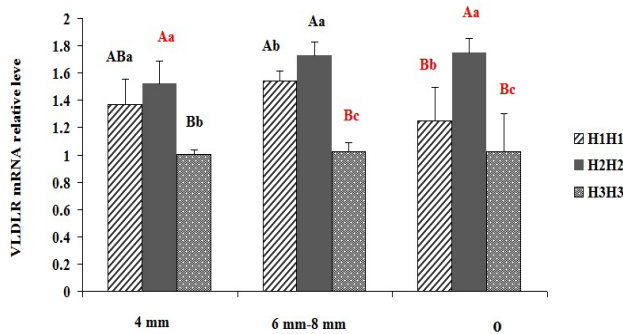 VLDLR mRNA relative leve
2
1.8
1.6
1.4
1.2
1
0.8
0.6
0.4
0.2
0
ABa
Aa
Bb
Ab
Aa
Bc
Bb
Aa
Bc
4 mm
6 mm-8 mm
O
H1H1
H2H2
H3H3